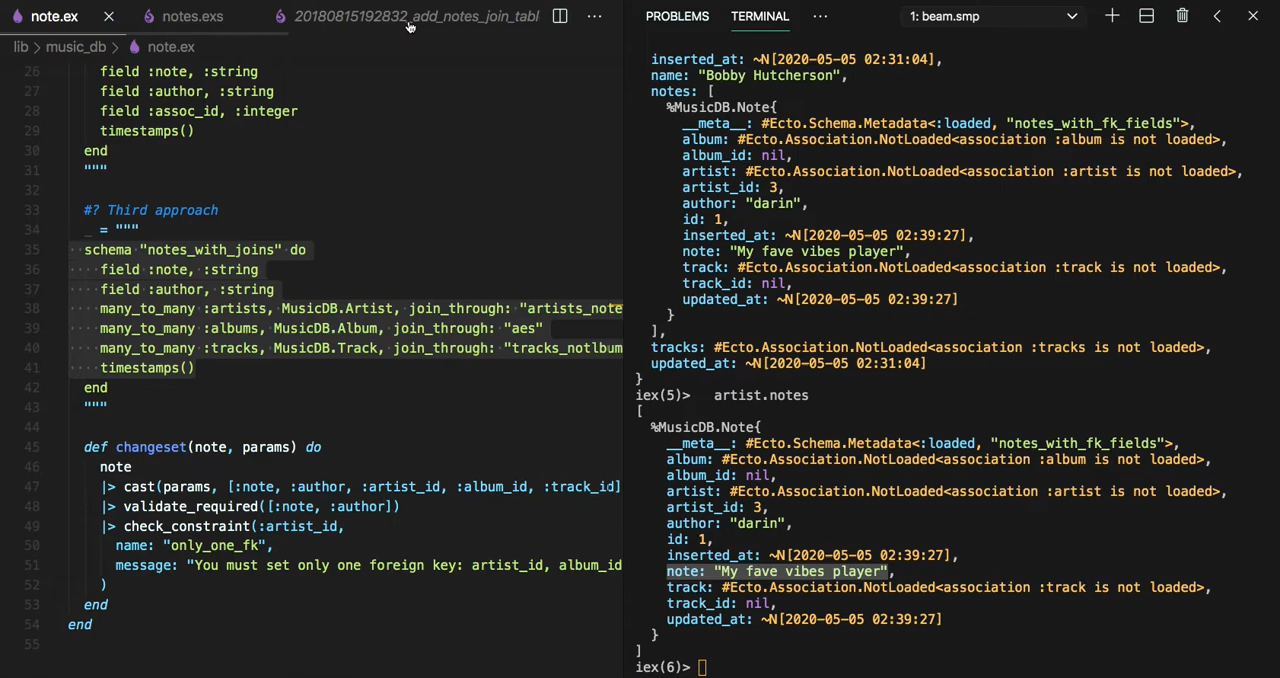 note.ex
notes.exs
20180815192832_add_notes_join_tabl
lib > music_db > note.ex
26 field :note, :string
27 field :author, :string
28 field :assoc_id, :integer
29 timestamps()
30 end
31 """
32
33 #? Third approach
34 _ = """
35 schema "notes_with_joins" do
36 field :note, :string
37 field :author, :string
38 many_to_many :artists, MusicDB.Artist, join_through: "artists_note
39 many_to_many :albums, MusicDB.Album, join_through: "aes"
40 many_to_many :tracks, MusicDB.Track, join_through: "tracks_notlbum
41 timestamps()
42 end
43 """
44
45 def changeset(note, params) do
46 note
47 |> cast(params, [:note, :author, :artist_id, :album_id, :track_id]
48 |> validate_required([:note, :author])
49 |> check_constraint(:artist_id,
50 name: "only_one_fk",
51 message: "You must set only one foreign key: artist_id, album_id
52 )
53 end
54 end
55
PROBLEMS TERMINAL ... 1: beam.smp
inserted_at: ~N[2020-05-05 02:31:04],
name: "Bobby Hutcherson",
notes: [
%MusicDB.Note{
__meta__: #Ecto.Schema.Metadata<:loaded, "notes_with_fk_fields">,
album: #Ecto.Association.NotLoaded<association :album is not loaded>,
album_id: nil,
artist: #Ecto.Association.NotLoaded<association :artist is not loaded>,
artist_id: 3,
author: "darin",
id: 1,
inserted_at: ~N[2020-05-05 02:39:27],
note: "My fave vibes player",
track: #Ecto.Association.NotLoaded<association :track is not loaded>,
track_id: nil,
updated_at: ~N[2020-05-05 02:39:27]
}
],
tracks: #Ecto.Association.NotLoaded<association :tracks is not loaded>,
updated_at: ~N[2020-05-05 02:31:04]
}
iex(5)> artist.notes
[
%MusicDB.Note{
__meta__: #Ecto.Schema.Metadata<:loaded, "notes_with_fk_fields">,
album: #Ecto.Association.NotLoaded<association :album is not loaded>,
album_id: nil,
artist: #Ecto.Association.NotLoaded<association :artist is not loaded>,
artist_id: 3,
author: "darin",
id: 1,
inserted_at: ~N[2020-05-05 02:39:27],
note: "My fave vibes player",
track: #Ecto.Association.NotLoaded<association :track is not loaded>,
track_id: nil,
updated_at: ~N[2020-05-05 02:39:27]
}
]
iex(6)>